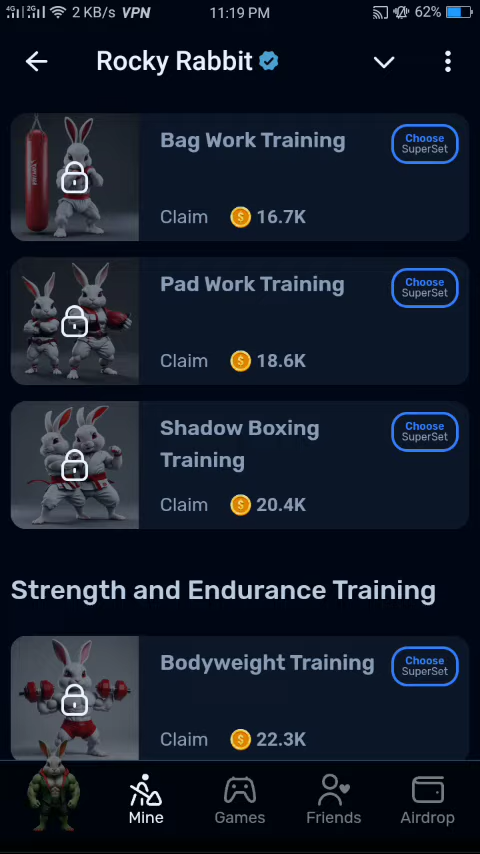 4G 2G 2 KB/s VPN 11:19 PM 62%
Rocky Rabbit
Bag Work Training
Choose
SuperSet
Claim 16.7K
Pad Work Training
Choose
SuperSet
Claim 18.6K
Shadow Boxing
Training
Choose
SuperSet
Claim 20.4K
Strength and Endurance Training
Bodyweight Training
Choose
SuperSet
Claim 22.3K
Mine Games Friends Airdrop